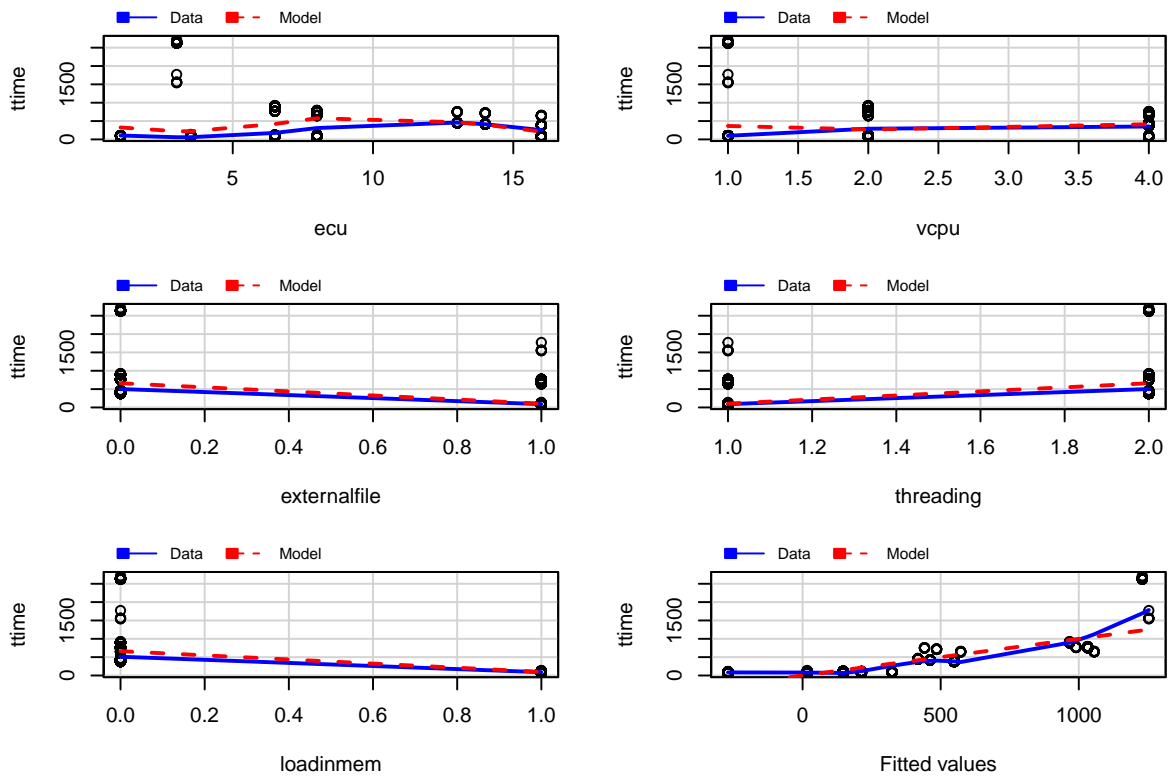 Data Model
ttime
0 1500
5 10 15
ecu
Data Model
ttime
0 1500
1.0 1.5 2.0 2.5 3.0 3.5 4.0
vcpu
Data Model
ttime
0 1500
0.0 0.2 0.4 0.6 0.8 1.0
externalfile
Data Model
ttime
0 1500
1.0 1.2 1.4 1.6 1.8 2.0
threading
Data Model
ttime
0 1500
0.0 0.2 0.4 0.6 0.8 1.0
loadinmem
Data Model
ttime
0 1500
0 500 1000
Fitted values